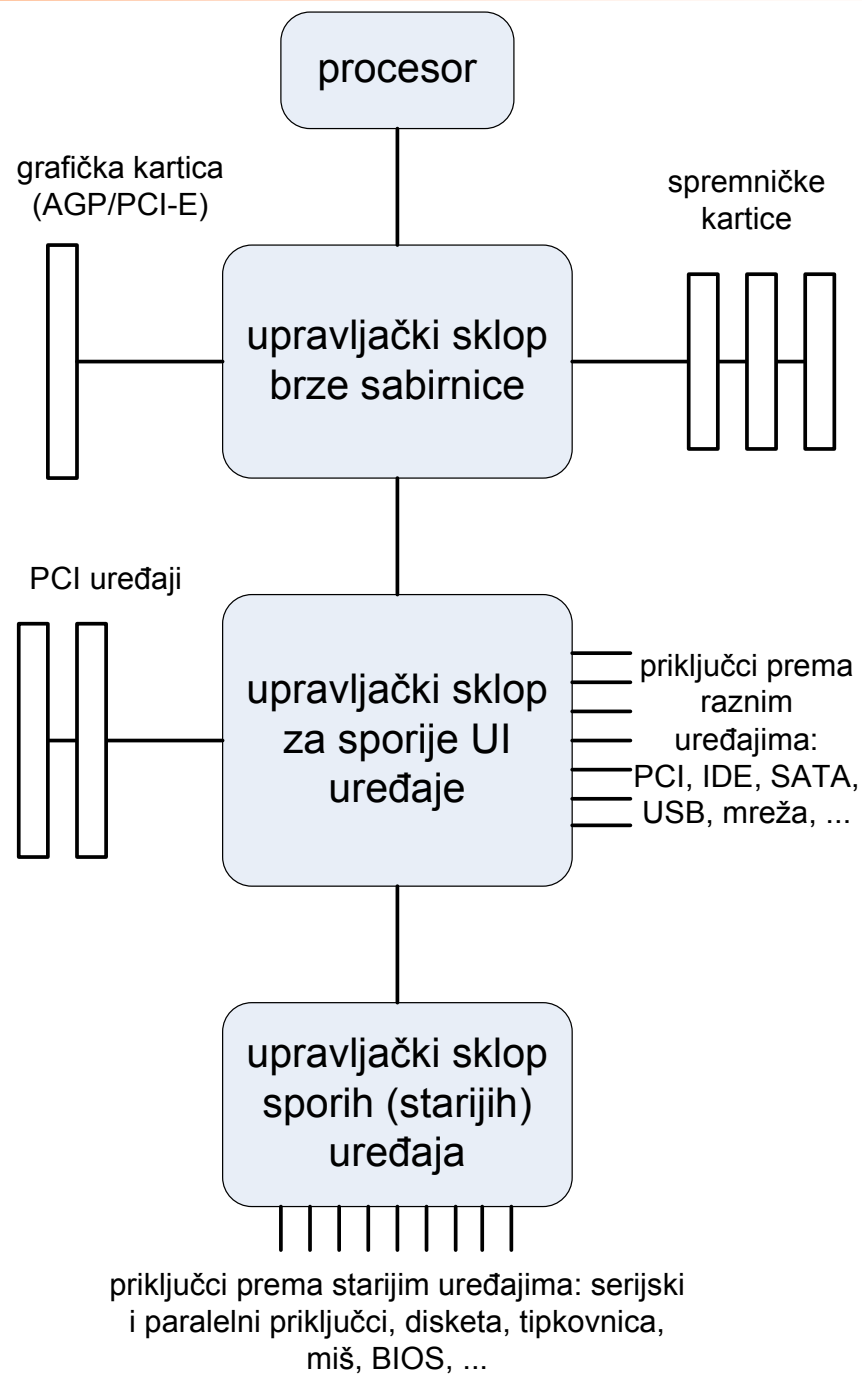 procesor
grafička kartica
(AGP/PCI-E)
spremničke
kartice
upravljački sklop
brze sabirnice
PCI uređaji
upravljački sklop
za sporije UI
uređaje
priključci prema
raznim
uređajima:
PCI, IDE, SATA,
USB, mreža, ...
upravljački sklop
sporih (starijih)
uređaja
priključci prema starijim uređajima: serijski
i paralelni priključci, disketa, tipkovnica,
miš, BIOS, ...